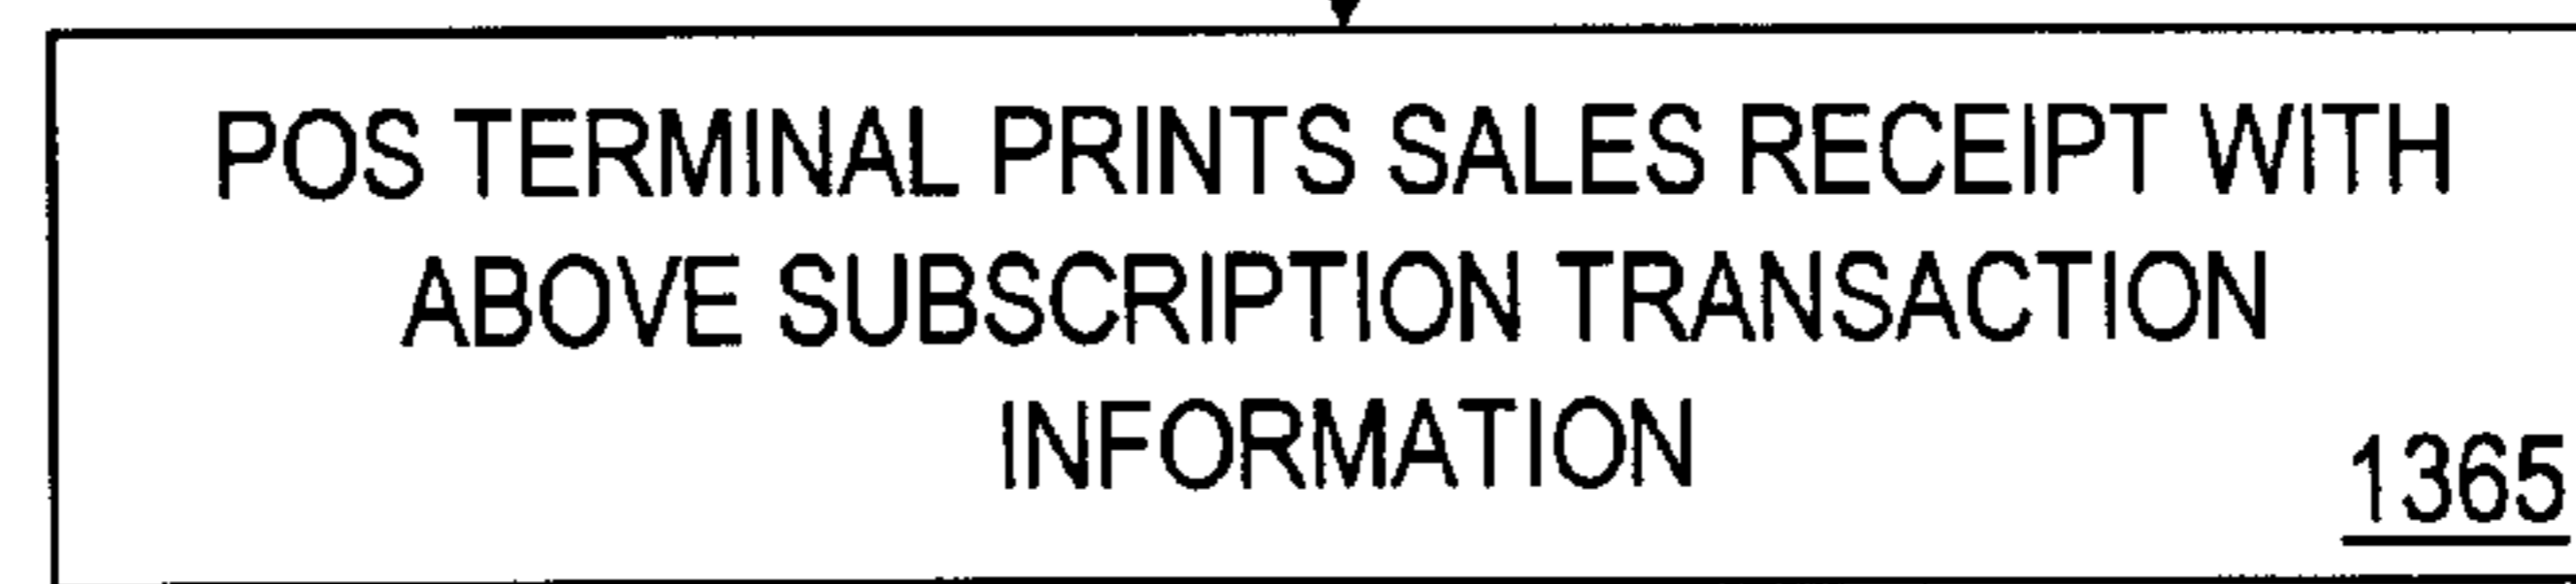 POS TERMINAL PRINTS SALES RECEIPT WITH
ABOVE SUBSCRIPTION TRANSACTION
INFORMATION
1365